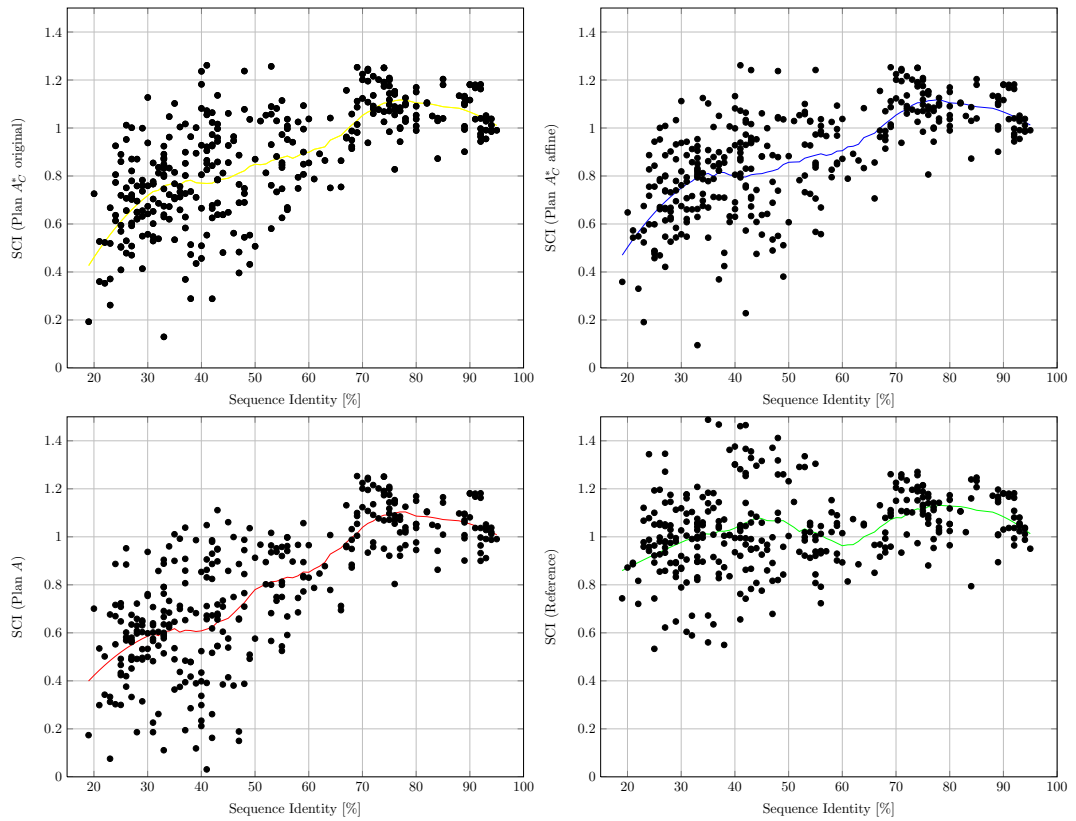 1.4
1.2
1
0.8
0.6
0.4
0.2
0
SCI (Plan A*_C original)
20 30 40 50 60 70 80 90 100
Sequence Identity [%]
1.4
1.2
1
0.8
0.6
0.4
0.2
0
SCI (Plan A*_C affine)
20 30 40 50 60 70 80 90 100
Sequence Identity [%]
1.4
1.2
1
0.8
0.6
0.4
0.2
0
SCI (Plan A)
20 30 40 50 60 70 80 90 100
Sequence Identity [%]
1.4
1.2
1
0.8
0.6
0.4
0.2
0
SCI (Reference)
20 30 40 50 60 70 80 90 100
Sequence Identity [%]